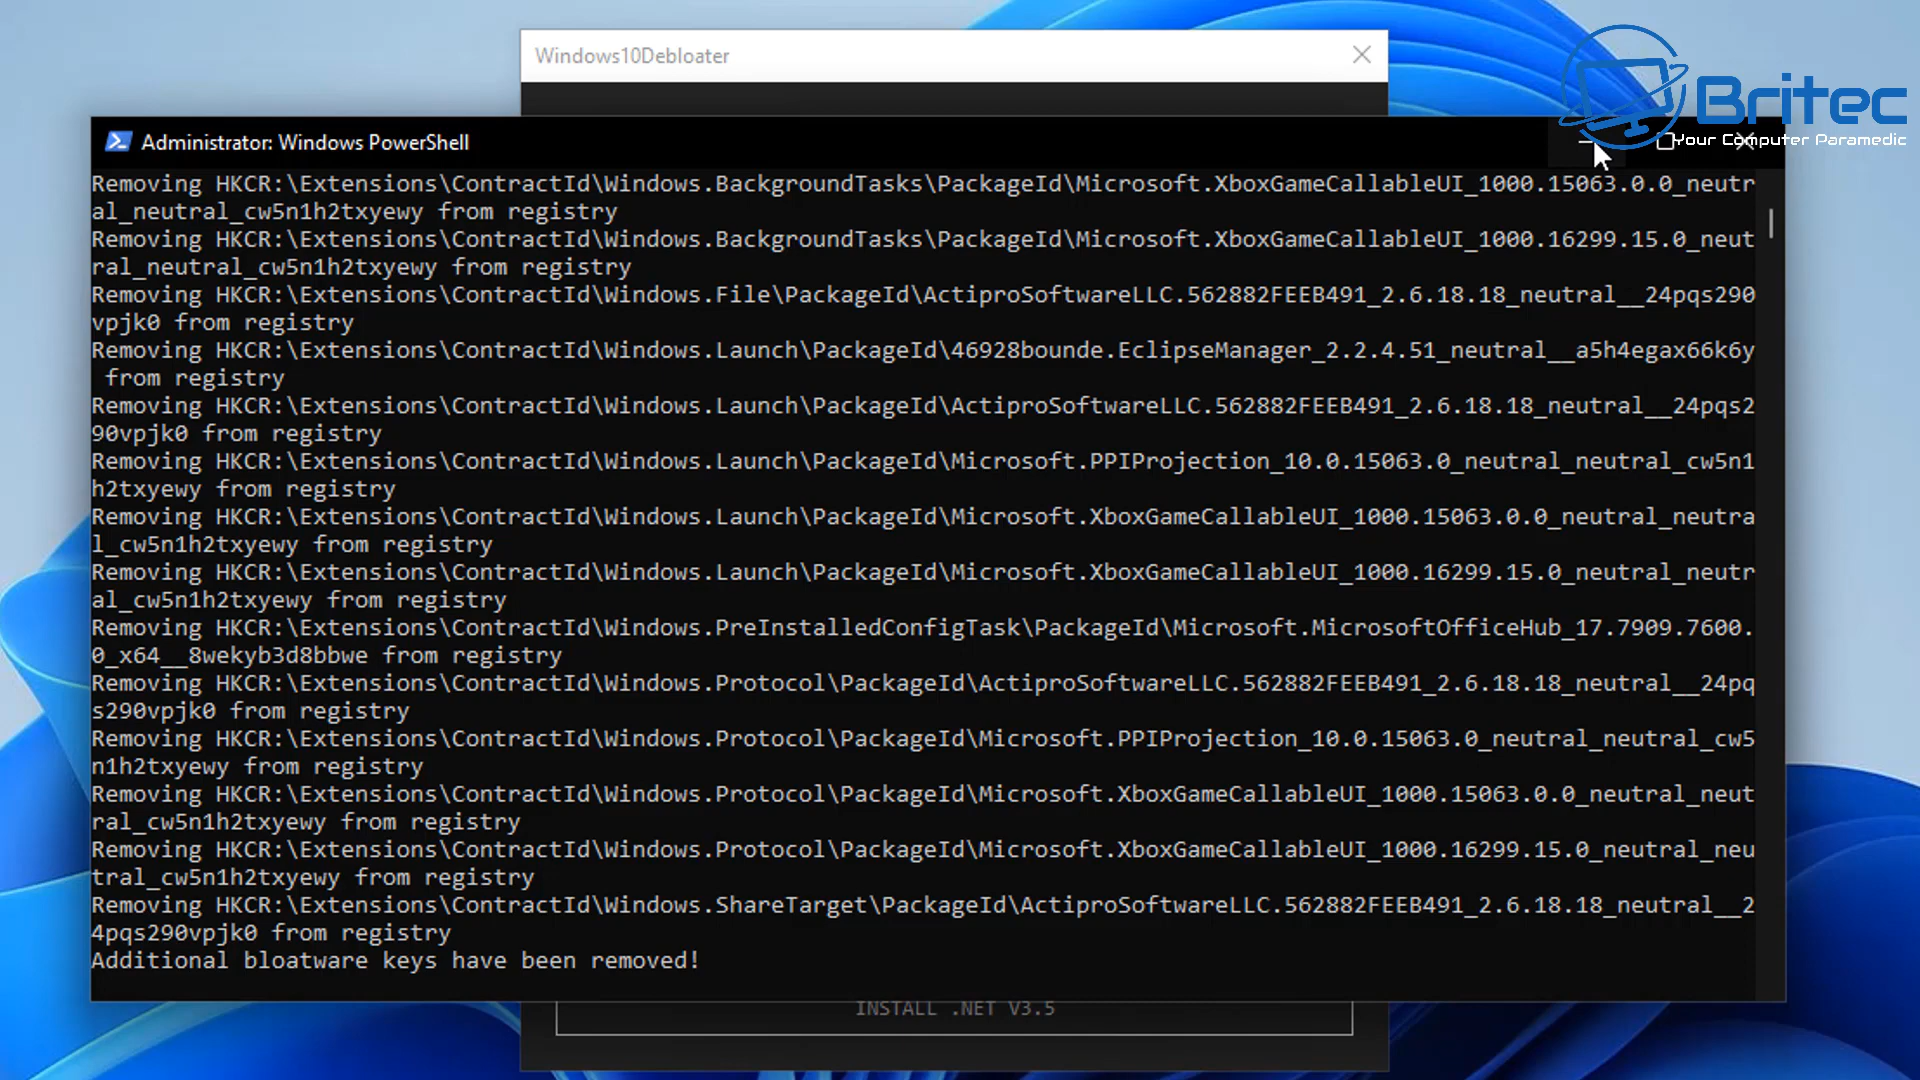 Windows10Debloater
Britec
Your Computer Paramedic
Administrator: Windows PowerShell
Removing HKCR:\Extensions\ContractId\Windows.BackgroundTasks\PackageId\Microsoft.XboxGameCallableUI_1000.15063.0.0_neutr
al_neutral_cw5n1h2txyewy from registry
Removing HKCR:\Extensions\ContractId\Windows.BackgroundTasks\PackageId\Microsoft.XboxGameCallableUI_1000.16299.15.0_neut
ral_neutral_cw5n1h2txyewy from registry
Removing HKCR:\Extensions\ContractId\Windows.File\PackageId\ActiproSoftwareLLC.562882FEEB491_2.6.18.18_neutral__24pqs290
vpjk0 from registry
Removing HKCR:\Extensions\ContractId\Windows.Launch\PackageId\46928bounde.EclipseManager_2.2.4.51_neutral__a5h4egax66k6y
 from registry
Removing HKCR:\Extensions\ContractId\Windows.Launch\PackageId\ActiproSoftwareLLC.562882FEEB491_2.6.18.18_neutral__24pqs2
90vpjk0 from registry
Removing HKCR:\Extensions\ContractId\Windows.Launch\PackageId\Microsoft.PPIProjection_10.0.15063.0_neutral_neutral_cw5n1
h2txyewy from registry
Removing HKCR:\Extensions\ContractId\Windows.Launch\PackageId\Microsoft.XboxGameCallableUI_1000.15063.0.0_neutral_neutra
l_cw5n1h2txyewy from registry
Removing HKCR:\Extensions\ContractId\Windows.Launch\PackageId\Microsoft.XboxGameCallableUI_1000.16299.15.0_neutral_neutr
al_cw5n1h2txyewy from registry
Removing HKCR:\Extensions\ContractId\Windows.PreInstalledConfigTask\PackageId\Microsoft.MicrosoftOfficeHub_17.7909.7600.
0_x64__8wekyb3d8bbwe from registry
Removing HKCR:\Extensions\ContractId\Windows.Protocol\PackageId\ActiproSoftwareLLC.562882FEEB491_2.6.18.18_neutral__24pq
s290vpjk0 from registry
Removing HKCR:\Extensions\ContractId\Windows.Protocol\PackageId\Microsoft.PPIProjection_10.0.15063.0_neutral_neutral_cw5
n1h2txyewy from registry
Removing HKCR:\Extensions\ContractId\Windows.Protocol\PackageId\Microsoft.XboxGameCallableUI_1000.15063.0.0_neutral_neut
ral_cw5n1h2txyewy from registry
Removing HKCR:\Extensions\ContractId\Windows.Protocol\PackageId\Microsoft.XboxGameCallableUI_1000.16299.15.0_neutral_neu
tral_cw5n1h2txyewy from registry
Removing HKCR:\Extensions\ContractId\Windows.ShareTarget\PackageId\ActiproSoftwareLLC.562882FEEB491_2.6.18.18_neutral__2
4pqs290vpjk0 from registry
Additional bloatware keys have been removed!
INSTALL .NET V3.5